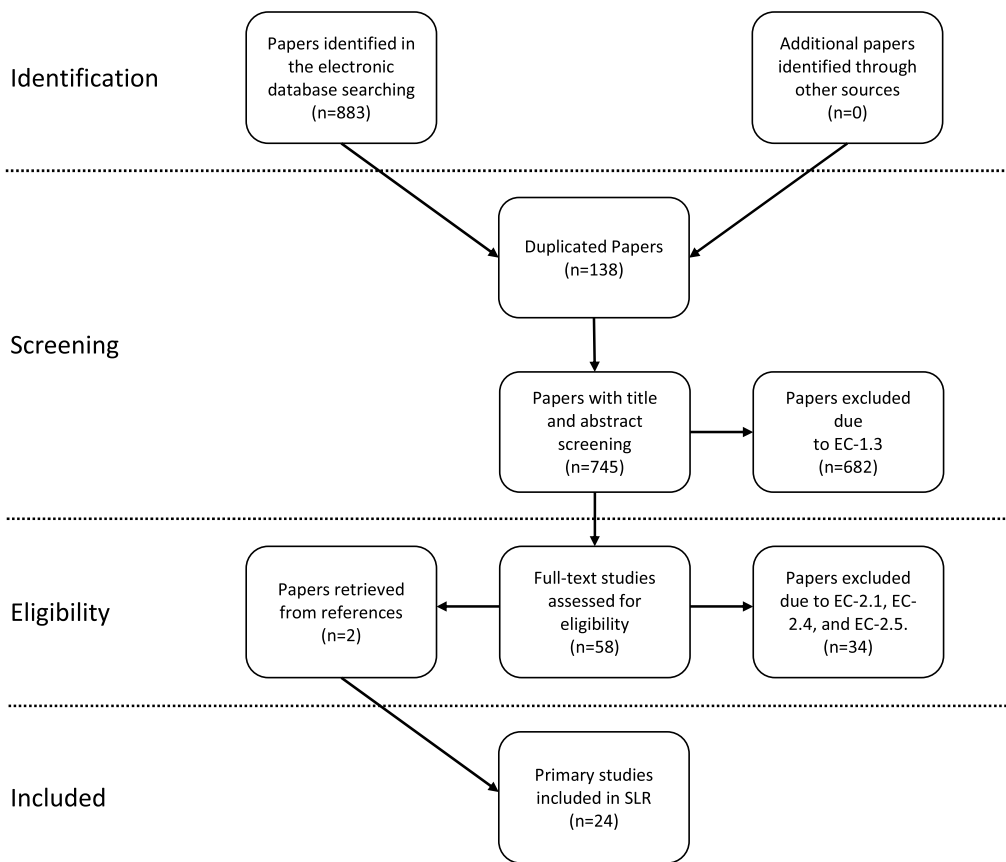 Identification
Papers identified in
the electronic
database searching
(n=883)
Additional papers
identified through
other sources
(n=0)
Screening
Duplicated Papers
(n=138)
Papers with title
and abstract
screening
(n=745)
Papers excluded
due
to EC-1.3
(n=682)
Eligibility
Papers retrieved
from references
(n=2)
Full-text studies
assessed for
eligibility
(n=58)
Papers excluded
due to EC-2.1, EC-
2.4, and EC-2.5.
(n=34)
Included
Primary studies
included in SLR
(n=24)